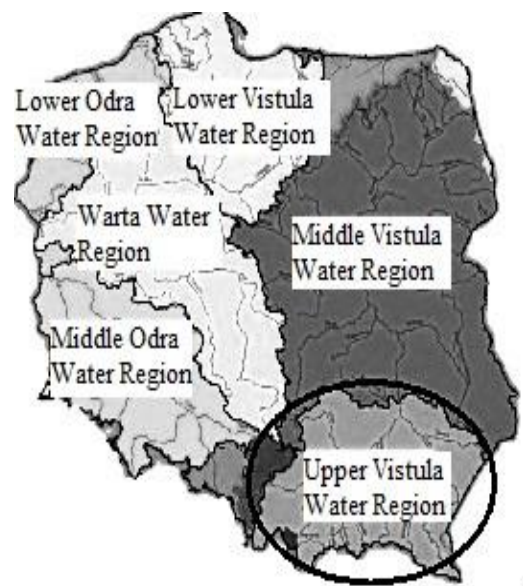 Lower Odra
Water Region
Lower Vistula
Water Region
Warta Water
Region
Middle Vistula
Water Region
Middle Odra
Water Region
Upper Vistula
Water Region